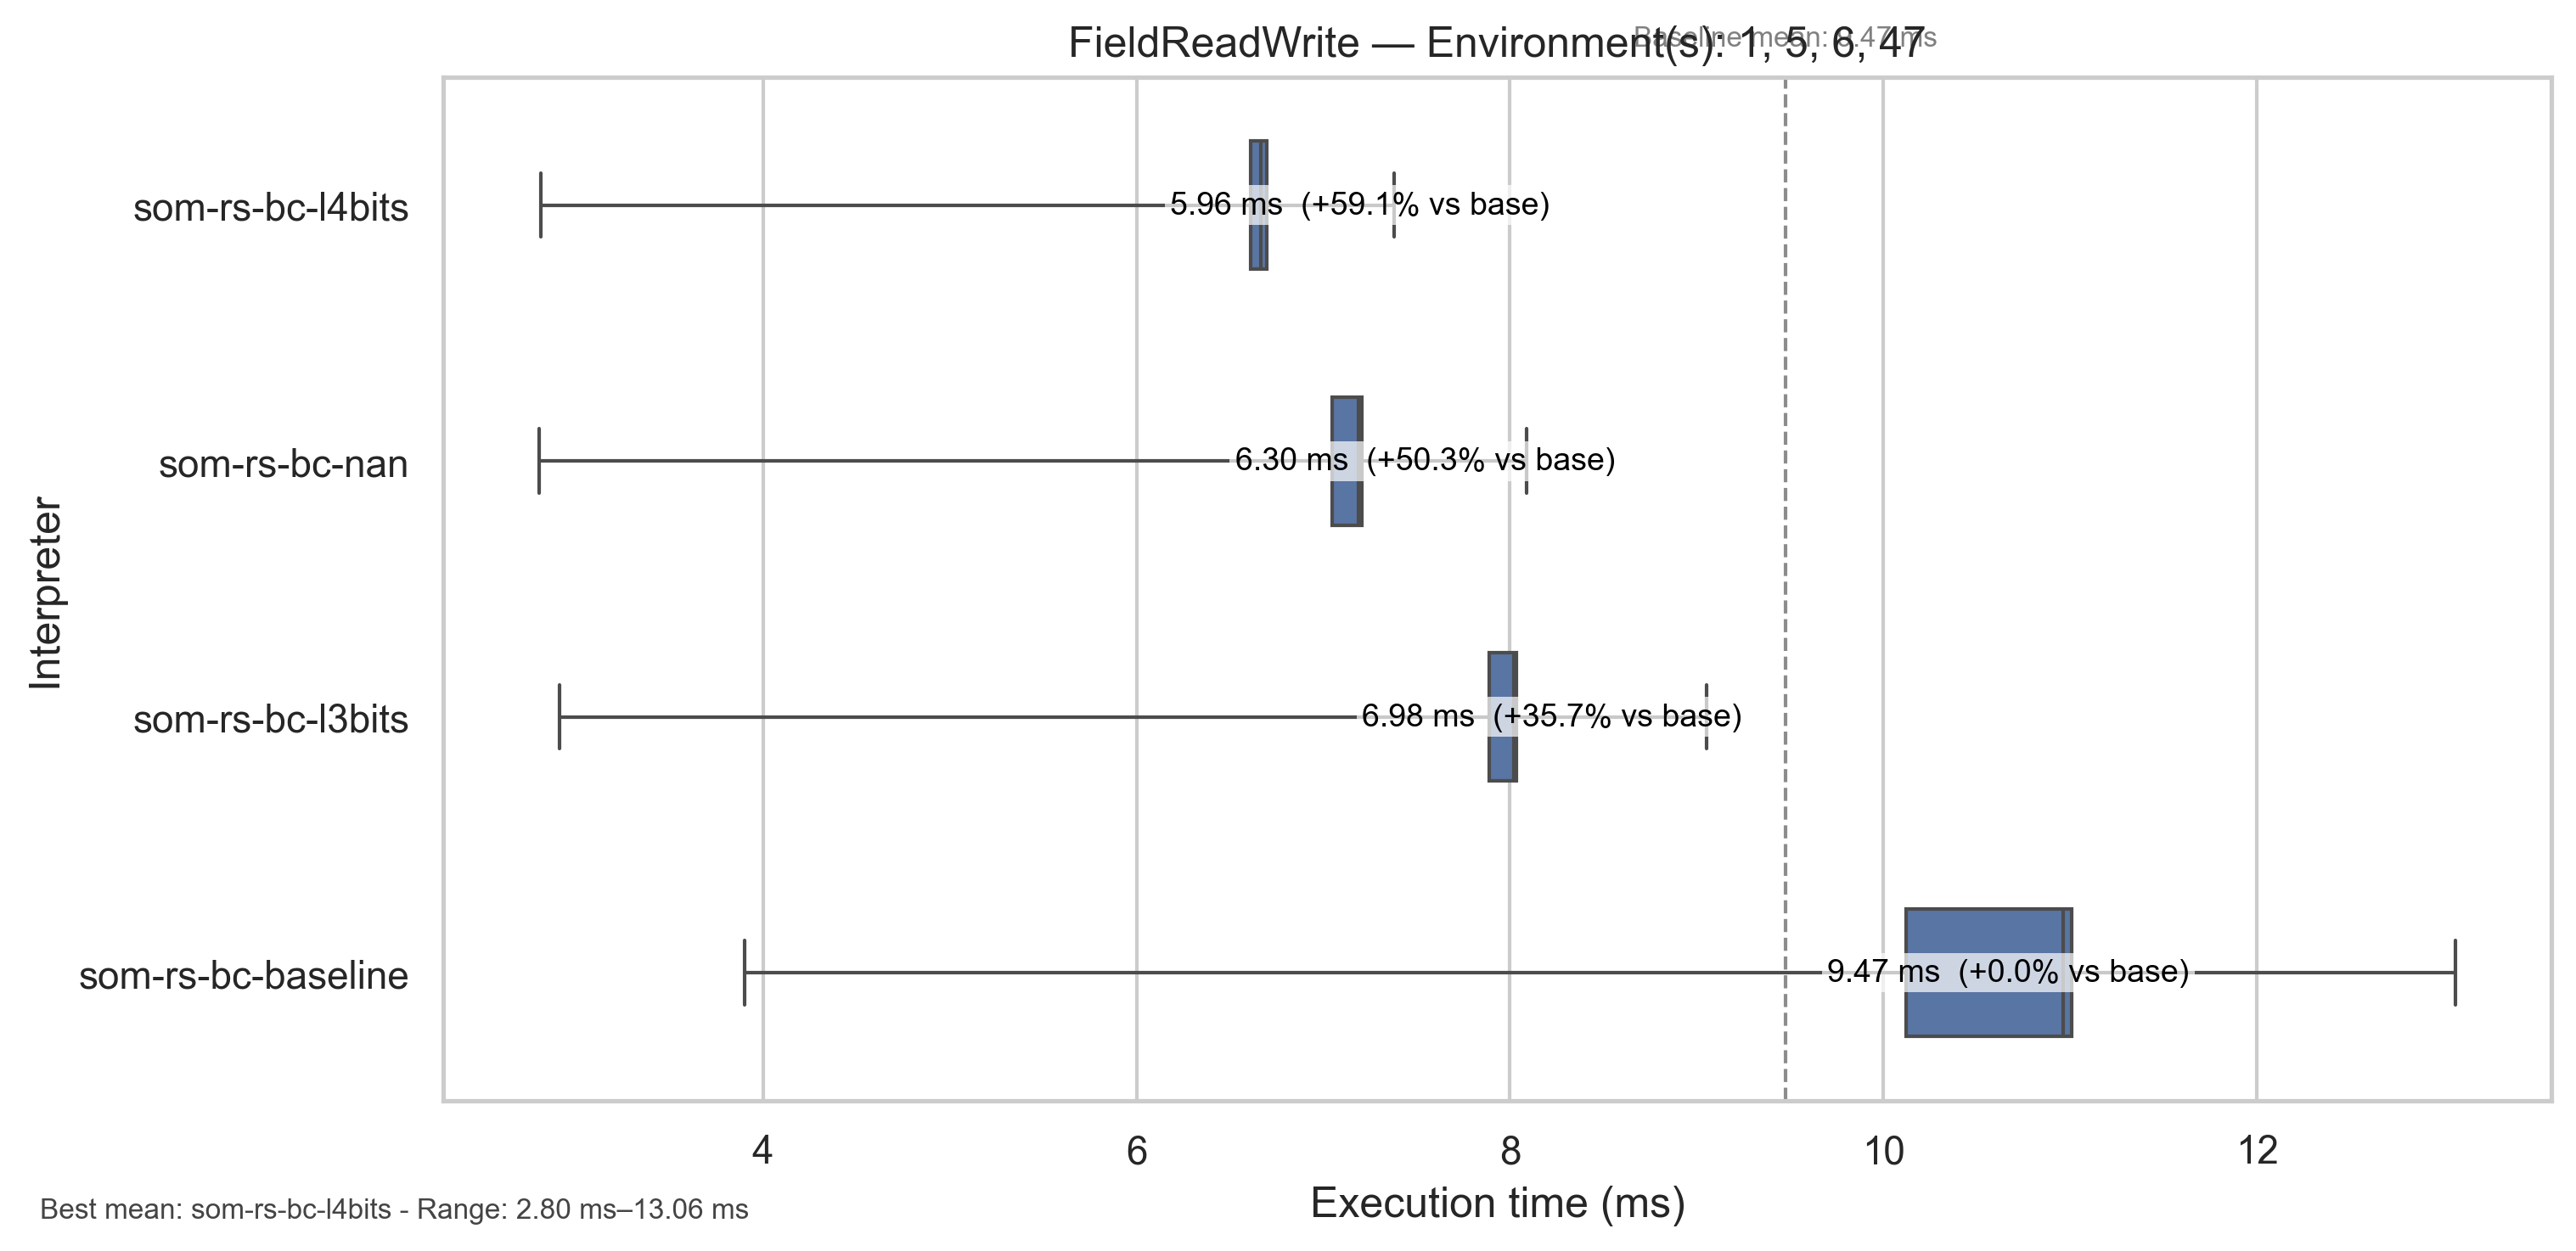 FieldReadWrite — Environment(s): 1, 5, 6, 47
Baseline mean: 9.47 ms
som-rs-bc-l4bits
5.96 ms (+59.1% vs base)
som-rs-bc-nan
6.30 ms (+50.3% vs base)
som-rs-bc-l3bits
6.98 ms (+35.7% vs base)
som-rs-bc-baseline
9.47 ms (+0.0% vs base)
Interpreter
4 6 8 10 12
Execution time (ms)
Best mean: som-rs-bc-l4bits - Range: 2.80 ms–13.06 ms